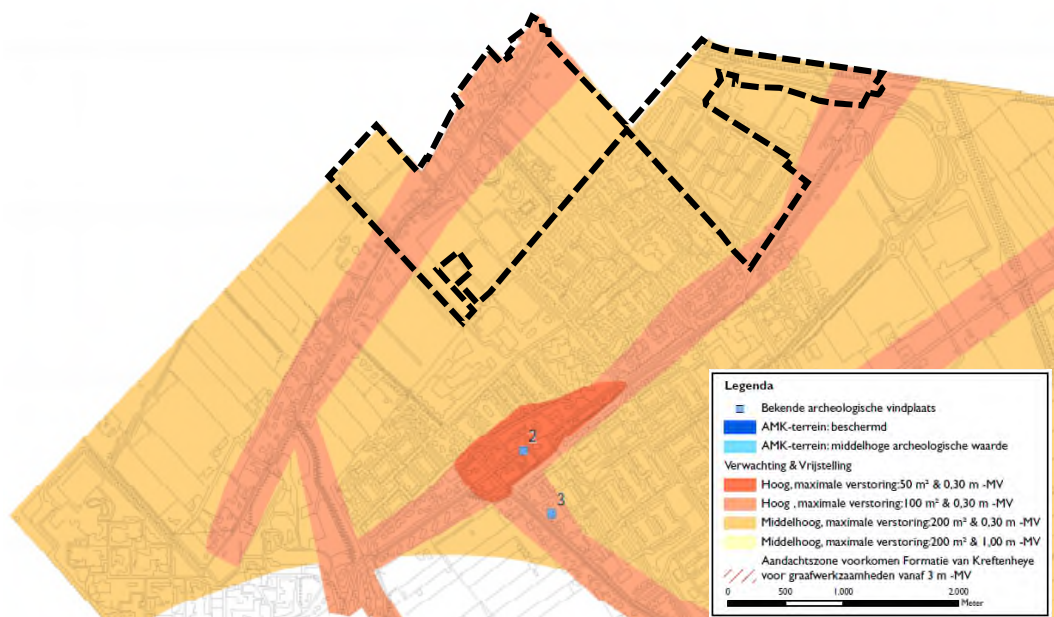 2
3
Legenda
Bekende archeologische vindplaats
AMK-terrein: beschermd
AMK-terrein: middelhoge archeologische waarde
Verwachting & Vrijstelling
Hoog, maximale verstoring: 50 m² & 0,30 m -MV
Hoog , maximale verstoring: 100 m² & 0,30 m -MV
Middelhoog, maximale verstoring: 200 m² & 0,30 m -MV
Middelhoog, maximale verstoring: 200 m² & 1,00 m -MV
Aandachtszone voorkomen Formatie van Kreftenheye
voor graafwerkzaamheden vanaf 3 m -MV
0 500 1.000 2.000
Meter